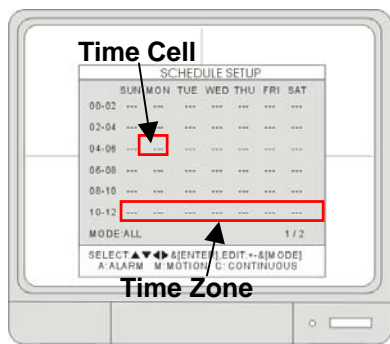 Time Cell
SCHEDULE SETUP
SUN MON TUE WED THU FRI SAT
00-02 --- --- --- --- --- --- ---
02-04 --- --- --- --- --- --- ---
04-06 --- --- --- --- --- --- ---
06-08 --- --- --- --- --- --- ---
08-10 --- --- --- --- --- --- ---
10-12 --- --- --- --- --- --- ---
MODE:ALL 1/2
SELECT▲▼◀▶&[ENTER],EDIT:+-&[MODE]
A:ALARM M:MOTION C:CONTINUOUS
Time Zone